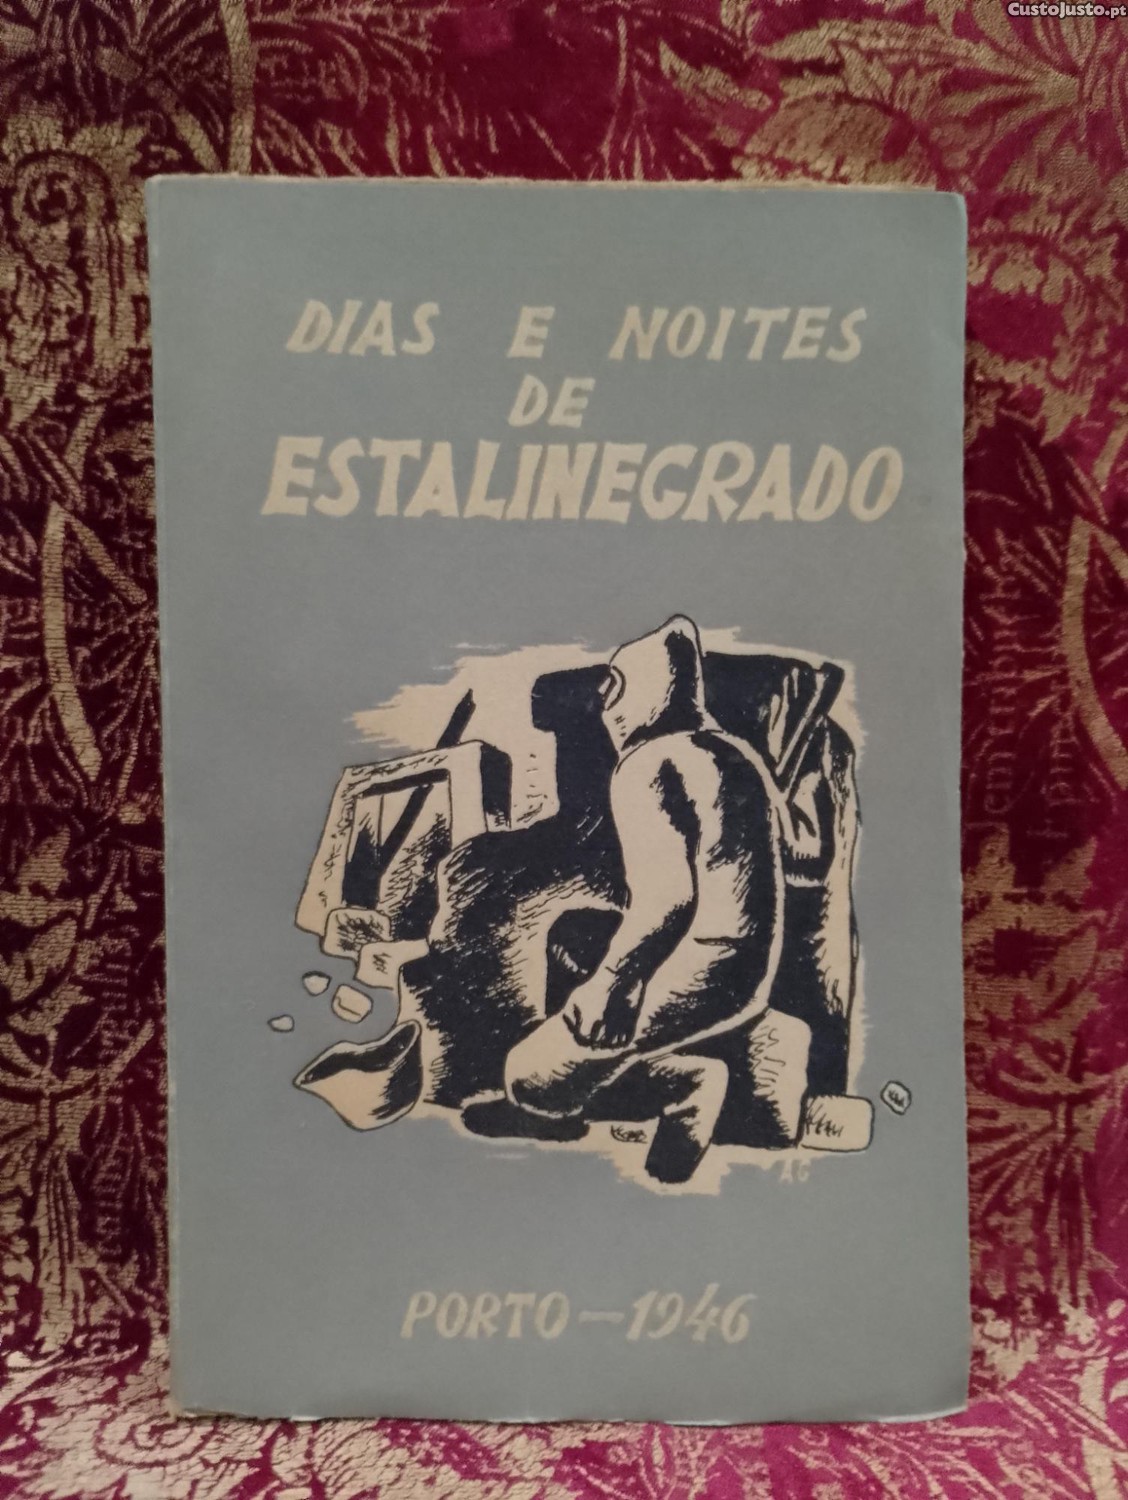 CustoJusto.pt
DIAS E NOITES
DE
ESTALINEGRADO
AG
PORTO—1946